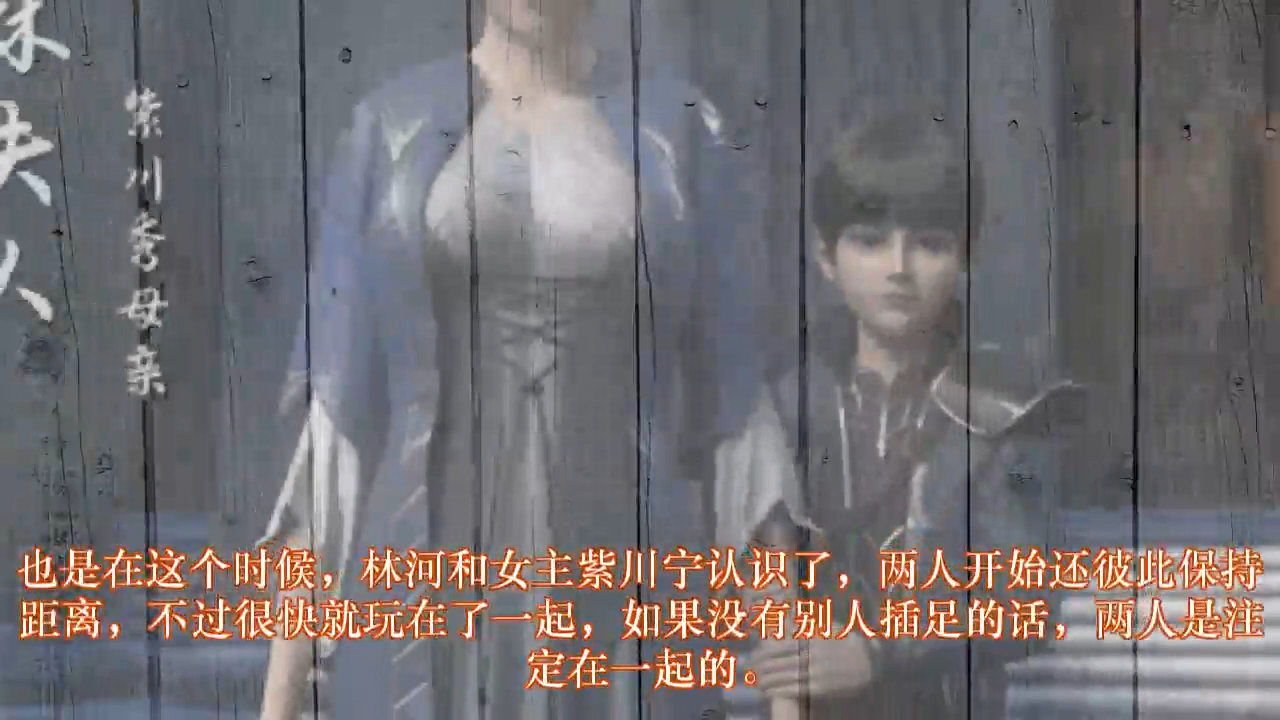 夫人
紫川秀母亲
也是在这个时候，林河和女主紫川宁认识了，两人开始还彼此保持
距离，不过很快就玩在了一起，如果没有别人插足的话，两人是注
定在一起的。